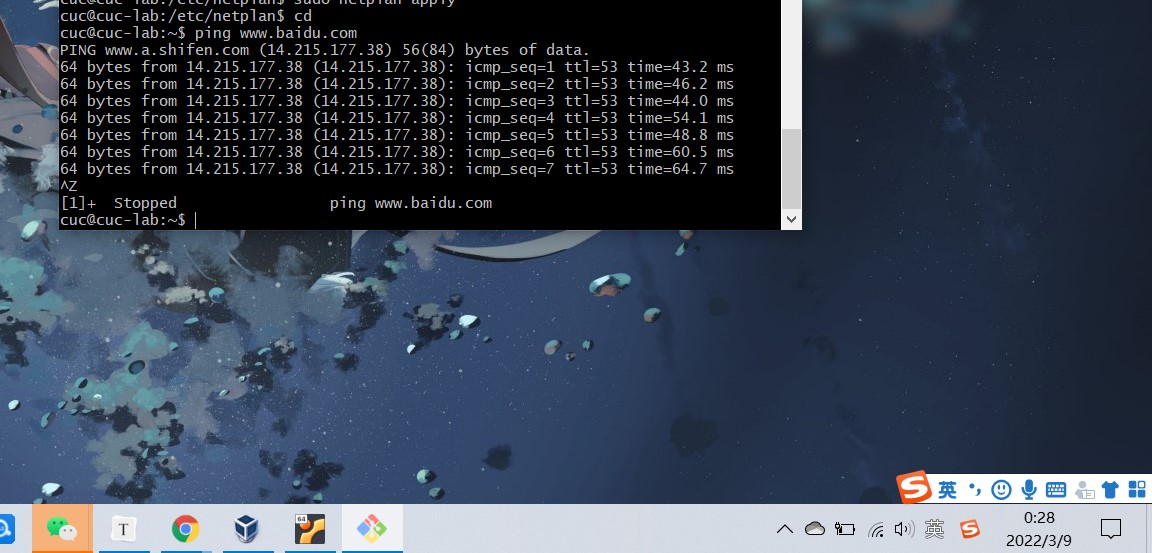 cuc@cuc-lab:/etc/netplan$ sudo netplan apply
cuc@cuc-lab:/etc/netplan$ cd
cuc@cuc-lab:~$ ping www.baidu.com
PING www.a.shifen.com (14.215.177.38) 56(84) bytes of data.
64 bytes from 14.215.177.38 (14.215.177.38): icmp_seq=1 ttl=53 time=43.2 ms
64 bytes from 14.215.177.38 (14.215.177.38): icmp_seq=2 ttl=53 time=46.2 ms
64 bytes from 14.215.177.38 (14.215.177.38): icmp_seq=3 ttl=53 time=44.0 ms
64 bytes from 14.215.177.38 (14.215.177.38): icmp_seq=4 ttl=53 time=54.1 ms
64 bytes from 14.215.177.38 (14.215.177.38): icmp_seq=5 ttl=53 time=48.8 ms
64 bytes from 14.215.177.38 (14.215.177.38): icmp_seq=6 ttl=53 time=60.5 ms
64 bytes from 14.215.177.38 (14.215.177.38): icmp_seq=7 ttl=53 time=64.7 ms
^Z
[1]+  Stopped                 ping www.baidu.com
cuc@cuc-lab:~$
S 英
T 64 英 S 0:28
2022/3/9